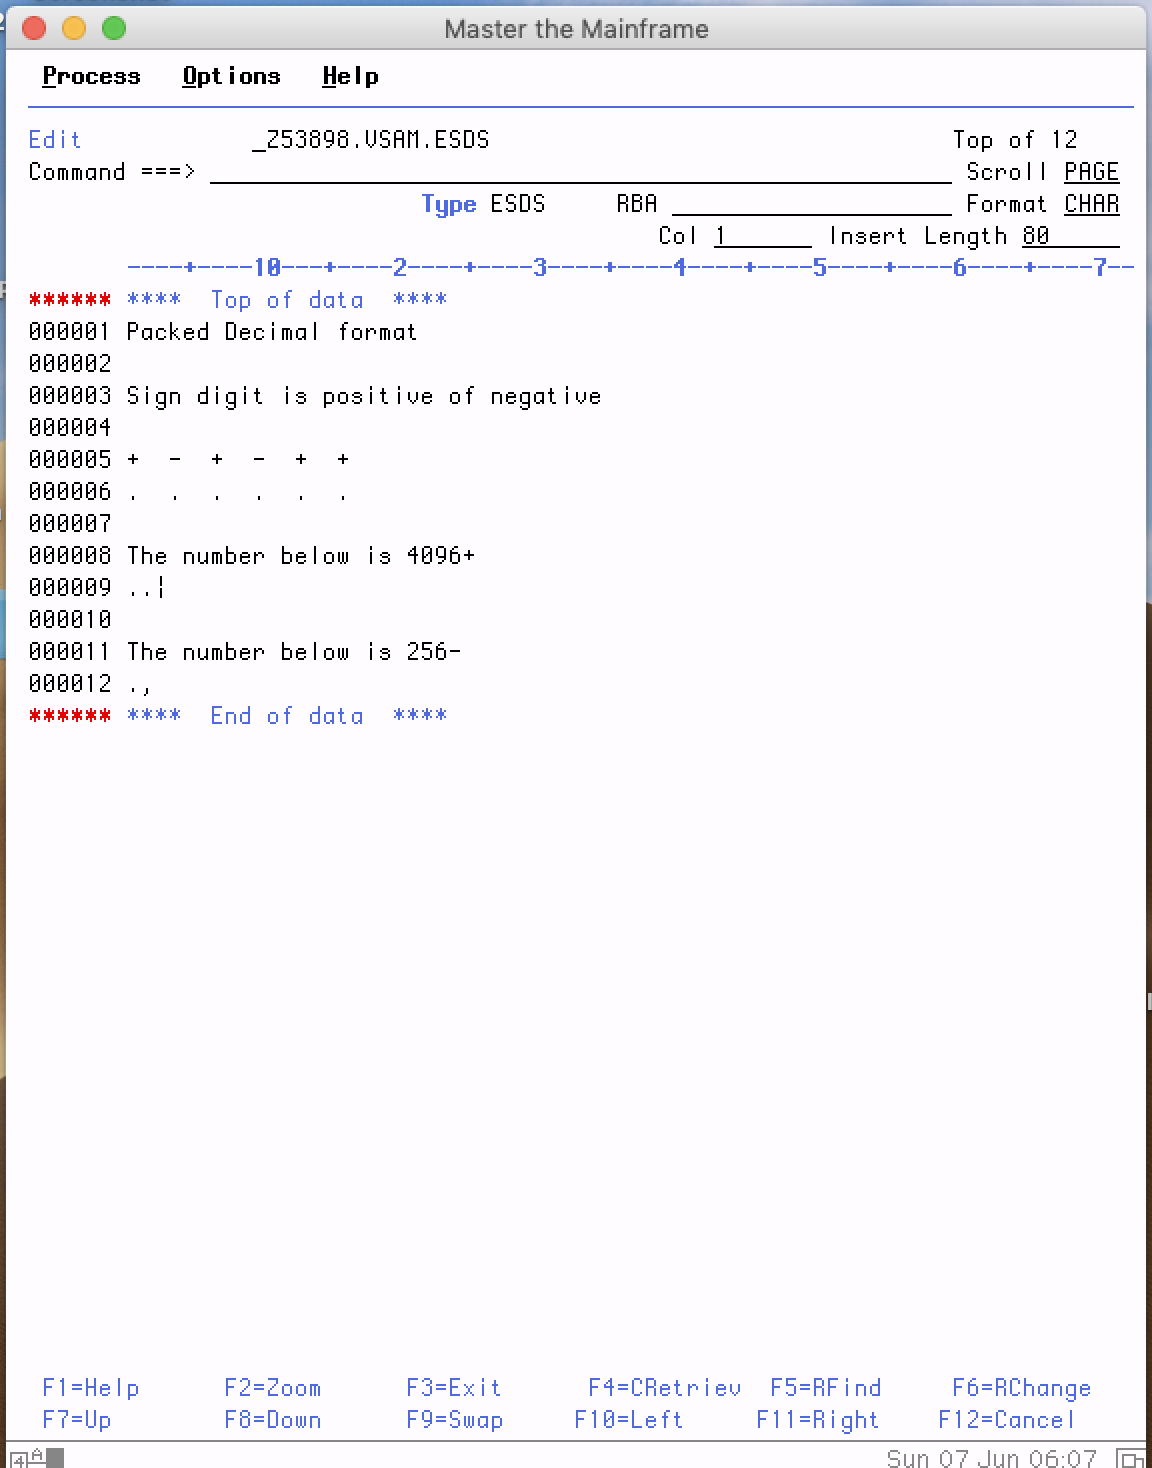 Master the Mainframe
Process Options Help
Edit _Z53898.VSAM.ESDS Top of 12
Command ===> Scroll PAGE
Type ESDS RBA Format CHAR
Col 1 Insert Length 80
----+----10---+----2----+----3----+----4----+----5----+----6----+----7--
****** **** Top of data ****
000001 Packed Decimal format
000002
000003 Sign digit is positive of negative
000004
000005 + - + - + +
000006 . . . . . .
000007
000008 The number below is 4096+
000009 ..¦
000010
000011 The number below is 256-
000012 .,
****** **** End of data ****
F1=Help F2=Zoom F3=Exit F4=CRetriev F5=RFind F6=RChange
F7=Up F8=Down F9=Swap F10=Left F11=Right F12=Cancel
4 A Sun 07 Jun 06:07